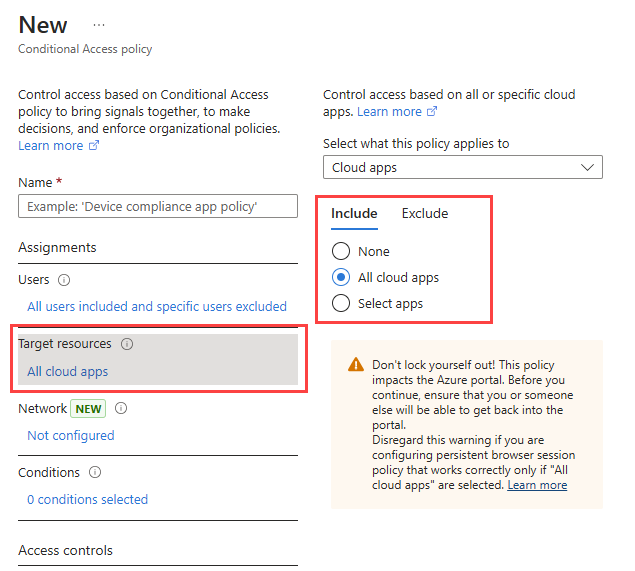 New ...
Conditional Access policy
Control access based on Conditional Access
policy to bring signals together, to make
decisions, and enforce organizational policies.
Learn more
Name *
Example: 'Device compliance app policy'
Assignments
Users
All users included and specific users excluded
Target resources
All cloud apps
Network NEW
Not configured
Conditions
0 conditions selected
Access controls
Control access based on all or specific cloud
apps. Learn more
Select what this policy applies to
Cloud apps
Include Exclude
None
All cloud apps
Select apps
Don't lock yourself out! This policy
impacts the Azure portal. Before you
continue, ensure that you or someone
else will be able to get back into the
portal.
Disregard this warning if you are
configuring persistent browser session
policy that works correctly only if "All
cloud apps" are selected. Learn more